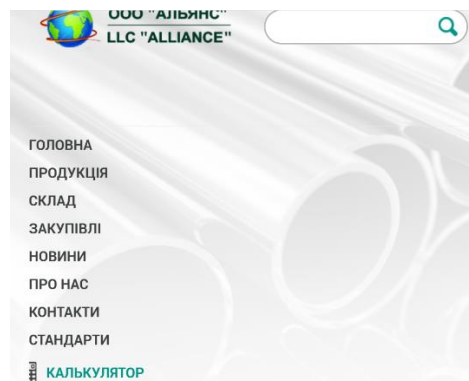 ООО "АЛЬЯНС"
LLC "ALLIANCE"
ГОЛОВНА
ПРОДУКЦІЯ
СКЛАД
ЗАКУПІВЛІ
НОВИНИ
ПРО НАС
КОНТАКТИ
СТАНДАРТИ
КАЛЬКУЛЯТОР